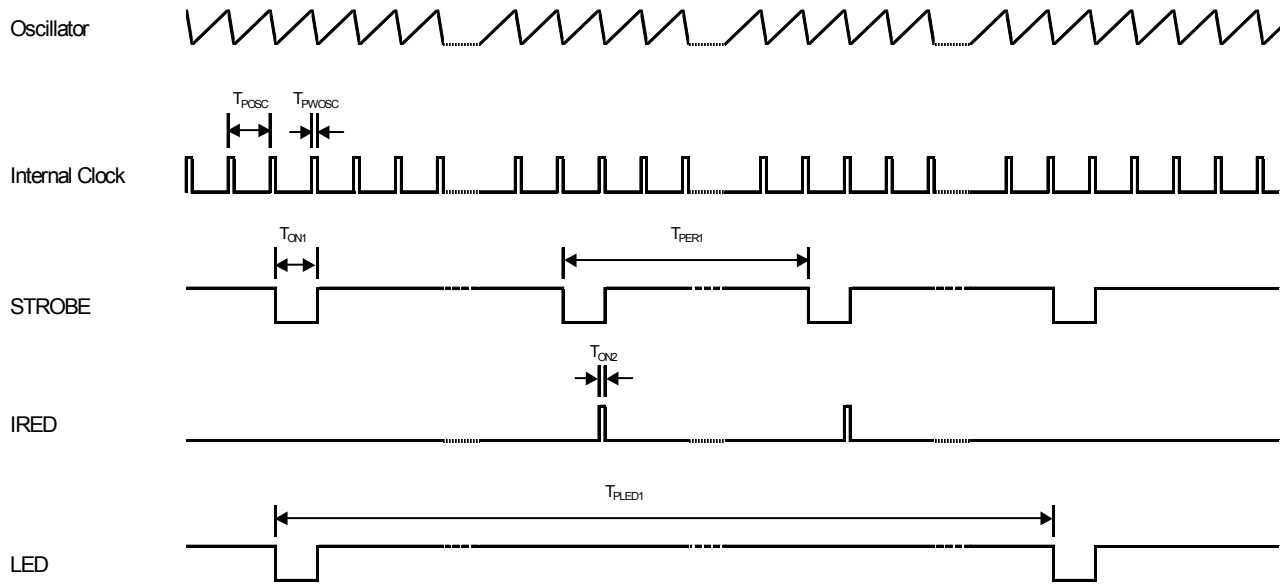 Oscillator
TPOSC TPWOSC
Internal Clock
TON1 TPER1
STROBE
TON2
IRED
TPLED1
LED